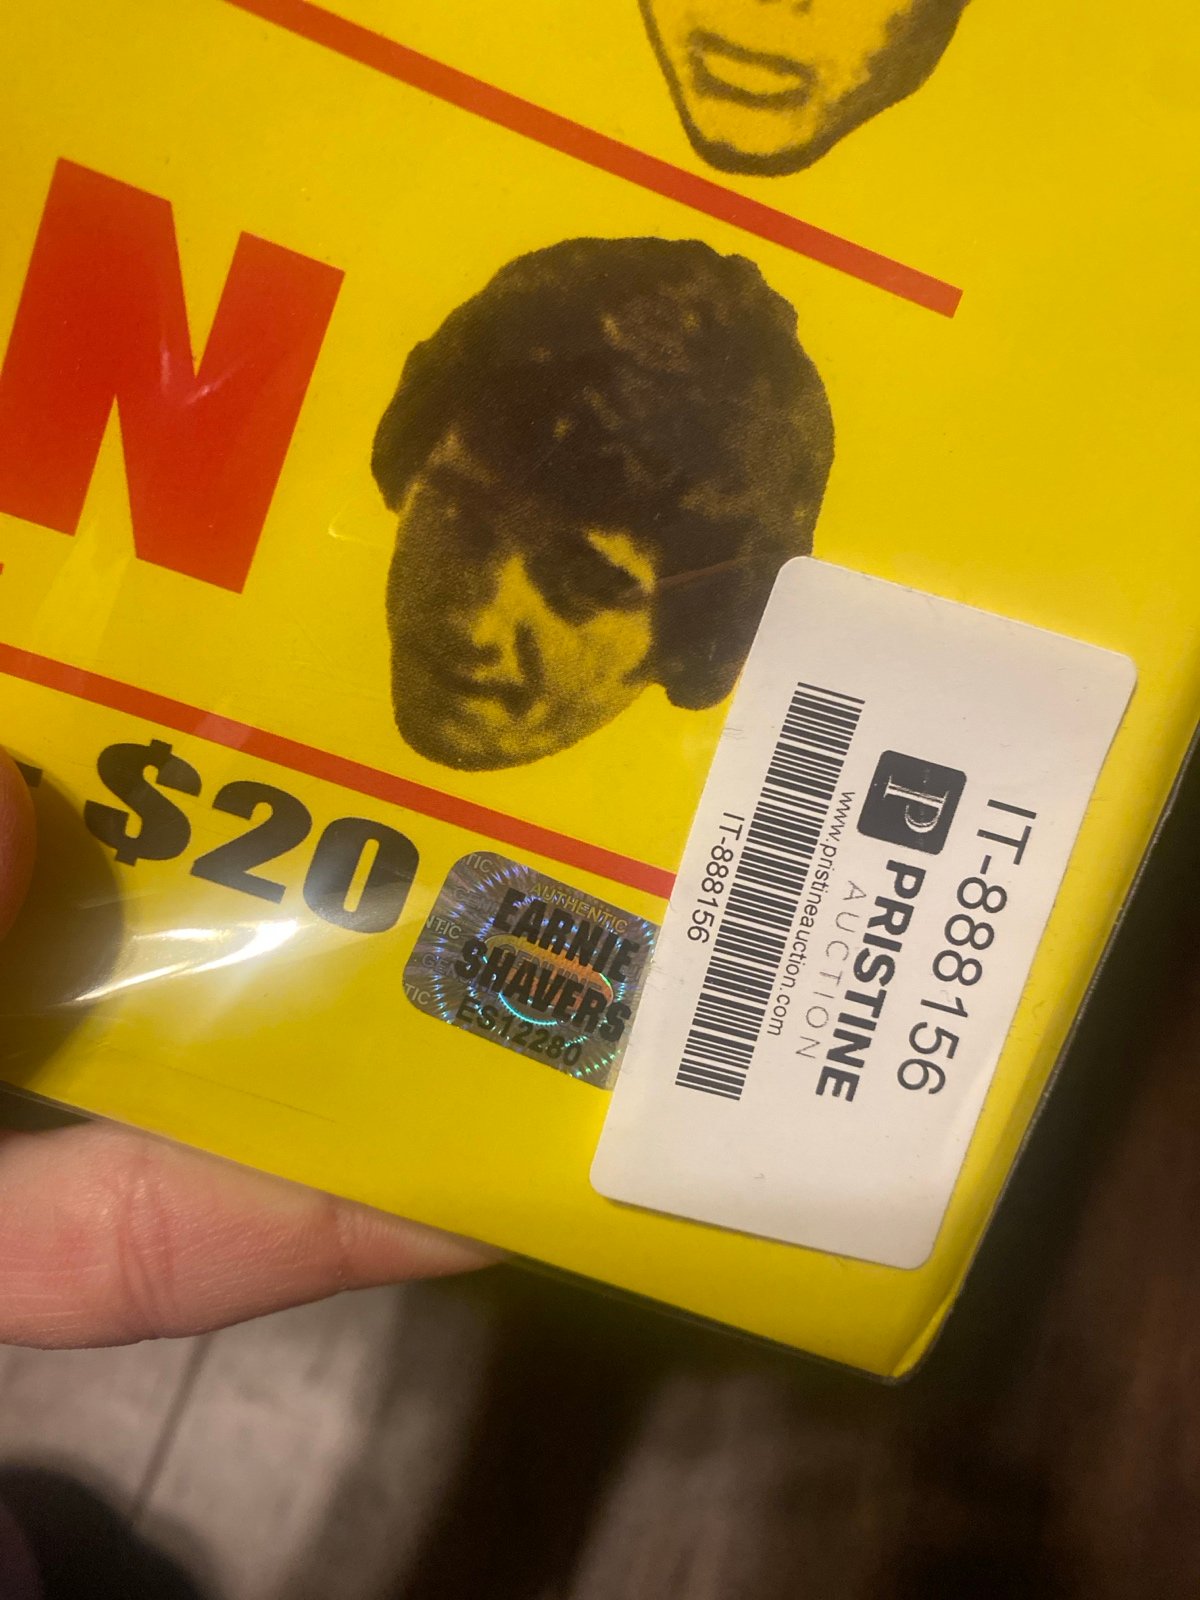 N
$20
AUTHENTIC
EARNIE
SHAVERS
ES12280
IT-888156
PRISTINE
AUCTION
www.pristineauction.com
IT-888156